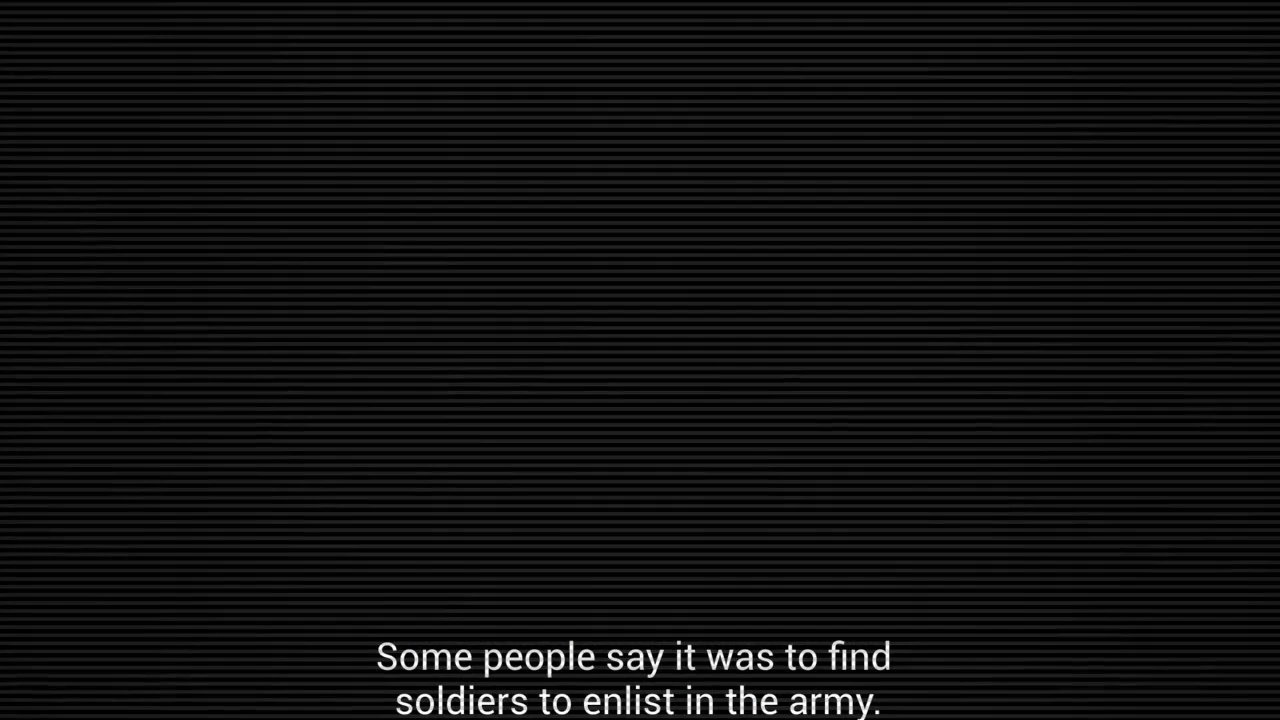 Some people say it was to find
soldiers to enlist in the army.